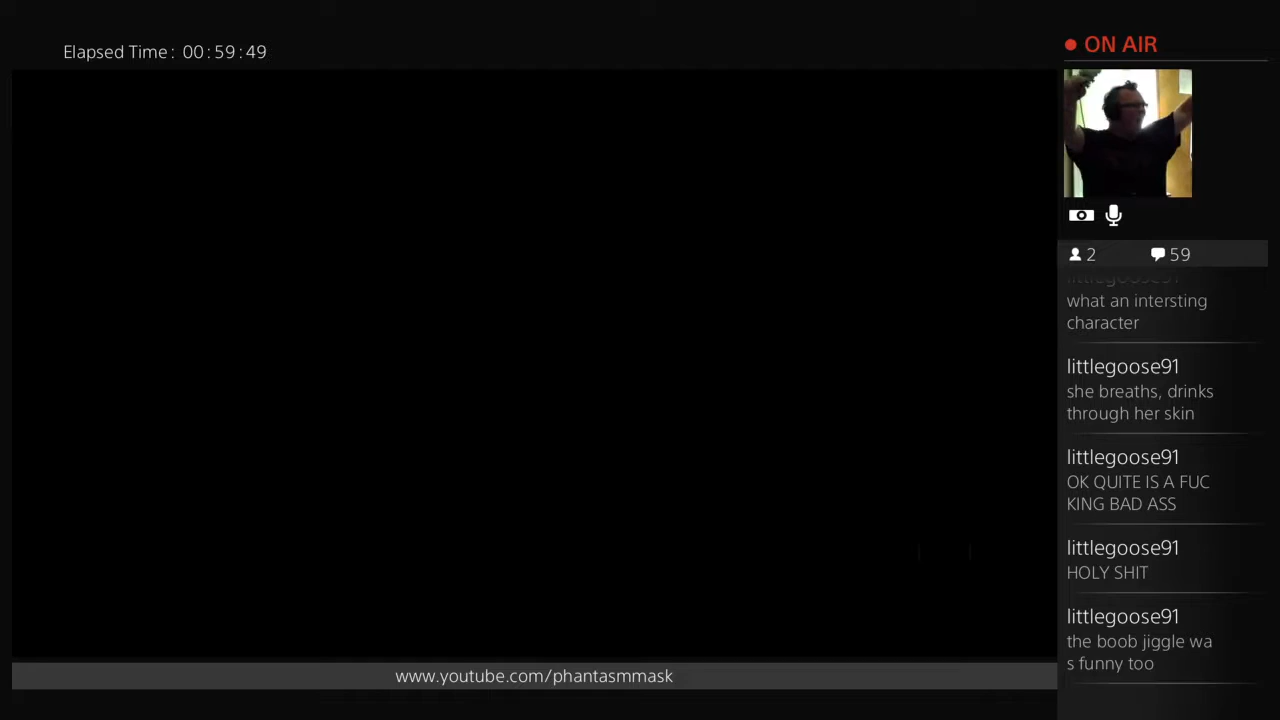 Elapsed Time: 00:59:49
ON AIR
2 59
littlegoose91
what an intersting
character
littlegoose91
she breaths, drinks
through her skin
littlegoose91
OK QUITE IS A FUC
KING BAD ASS
littlegoose91
HOLY SHIT
littlegoose91
the boob jiggle wa
s funny too
www.youtube.com/phantasmmask